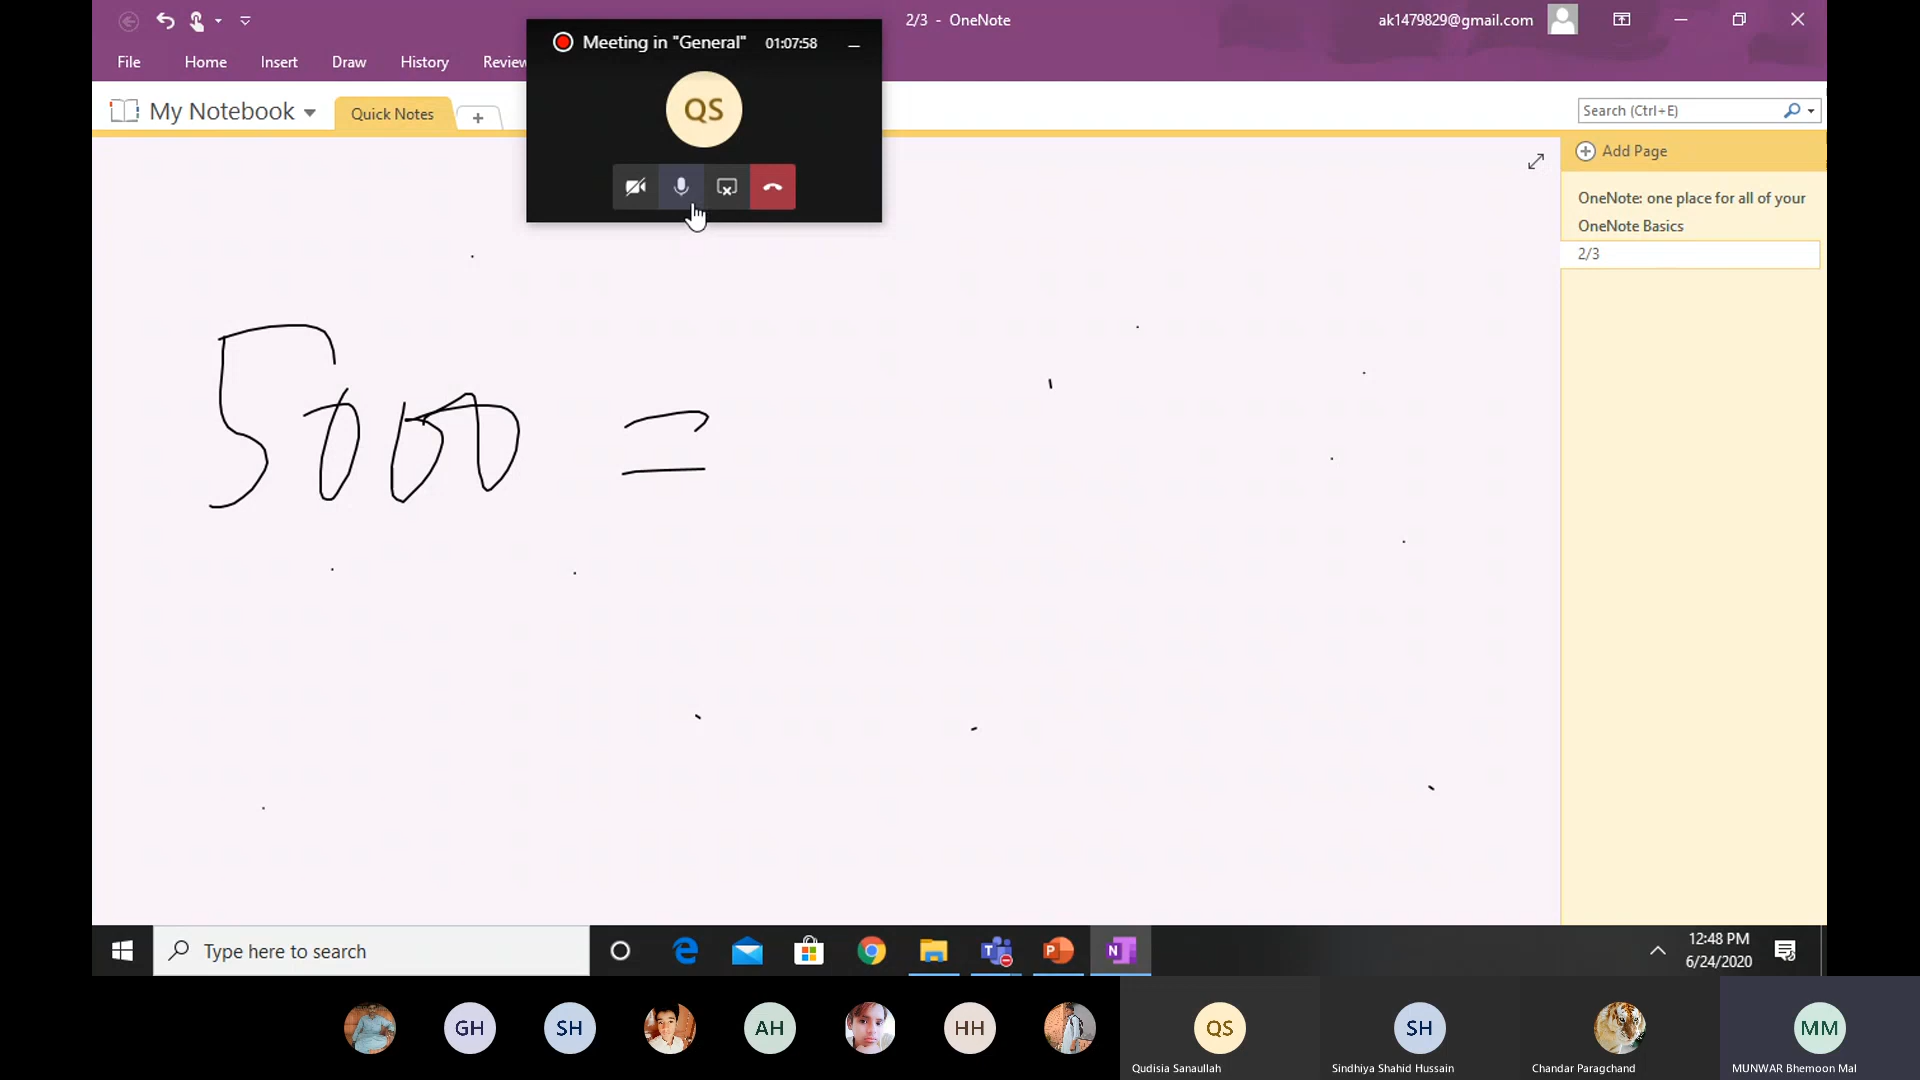 2/3 - OneNote
ak1479829@gmail.com
Meeting in "General" 01:07:58
File Home Insert Draw History Review
QS
My Notebook
Quick Notes
+
Search (Ctrl+E)
Add Page
OneNote: one place for all of your
OneNote Basics
2/3
5000 =
Type here to search
12:48 PM
6/24/2020
GH SH AH HH QS SH MM
Qudisia Sanaullah Sindhiya Shahid Hussain Chandar Paragchand MUNWAR Bhemoon Mal